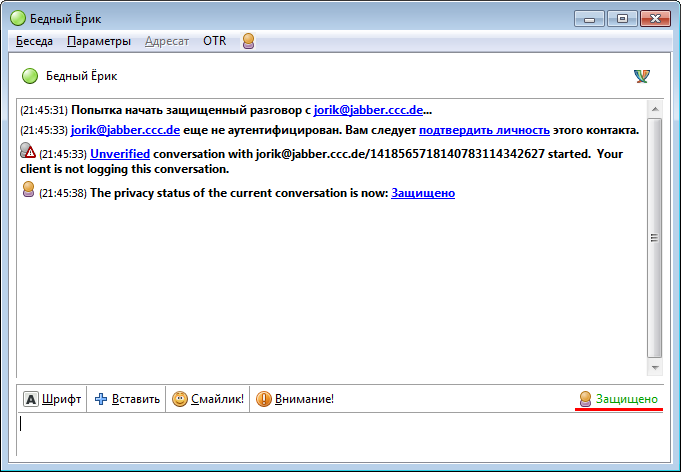 Бедный Ёрик
Беседа Параметры Адресат OTR
Бедный Ёрик
(21:45:31) Попытка начать защищенный разговор с jorik@jabber.ccc.de...
(21:45:33) jorik@jabber.ccc.de еще не аутентифицирован. Вам следует подтвердить личность этого контакта.
(21:45:33) Unverified conversation with jorik@jabber.ccc.de/1418565718140783114342627 started. Your
client is not logging this conversation.
(21:45:38) The privacy status of the current conversation is now: Защищено
A Шрифт Вставить Смайлик! Внимание! Защищено